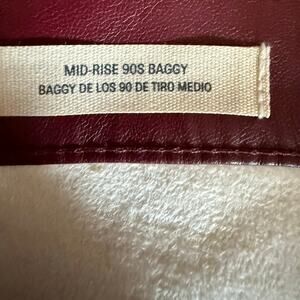 MID-RISE 90S BAGGY
BAGGY DE LOS 90 DE TIRO MEDIO